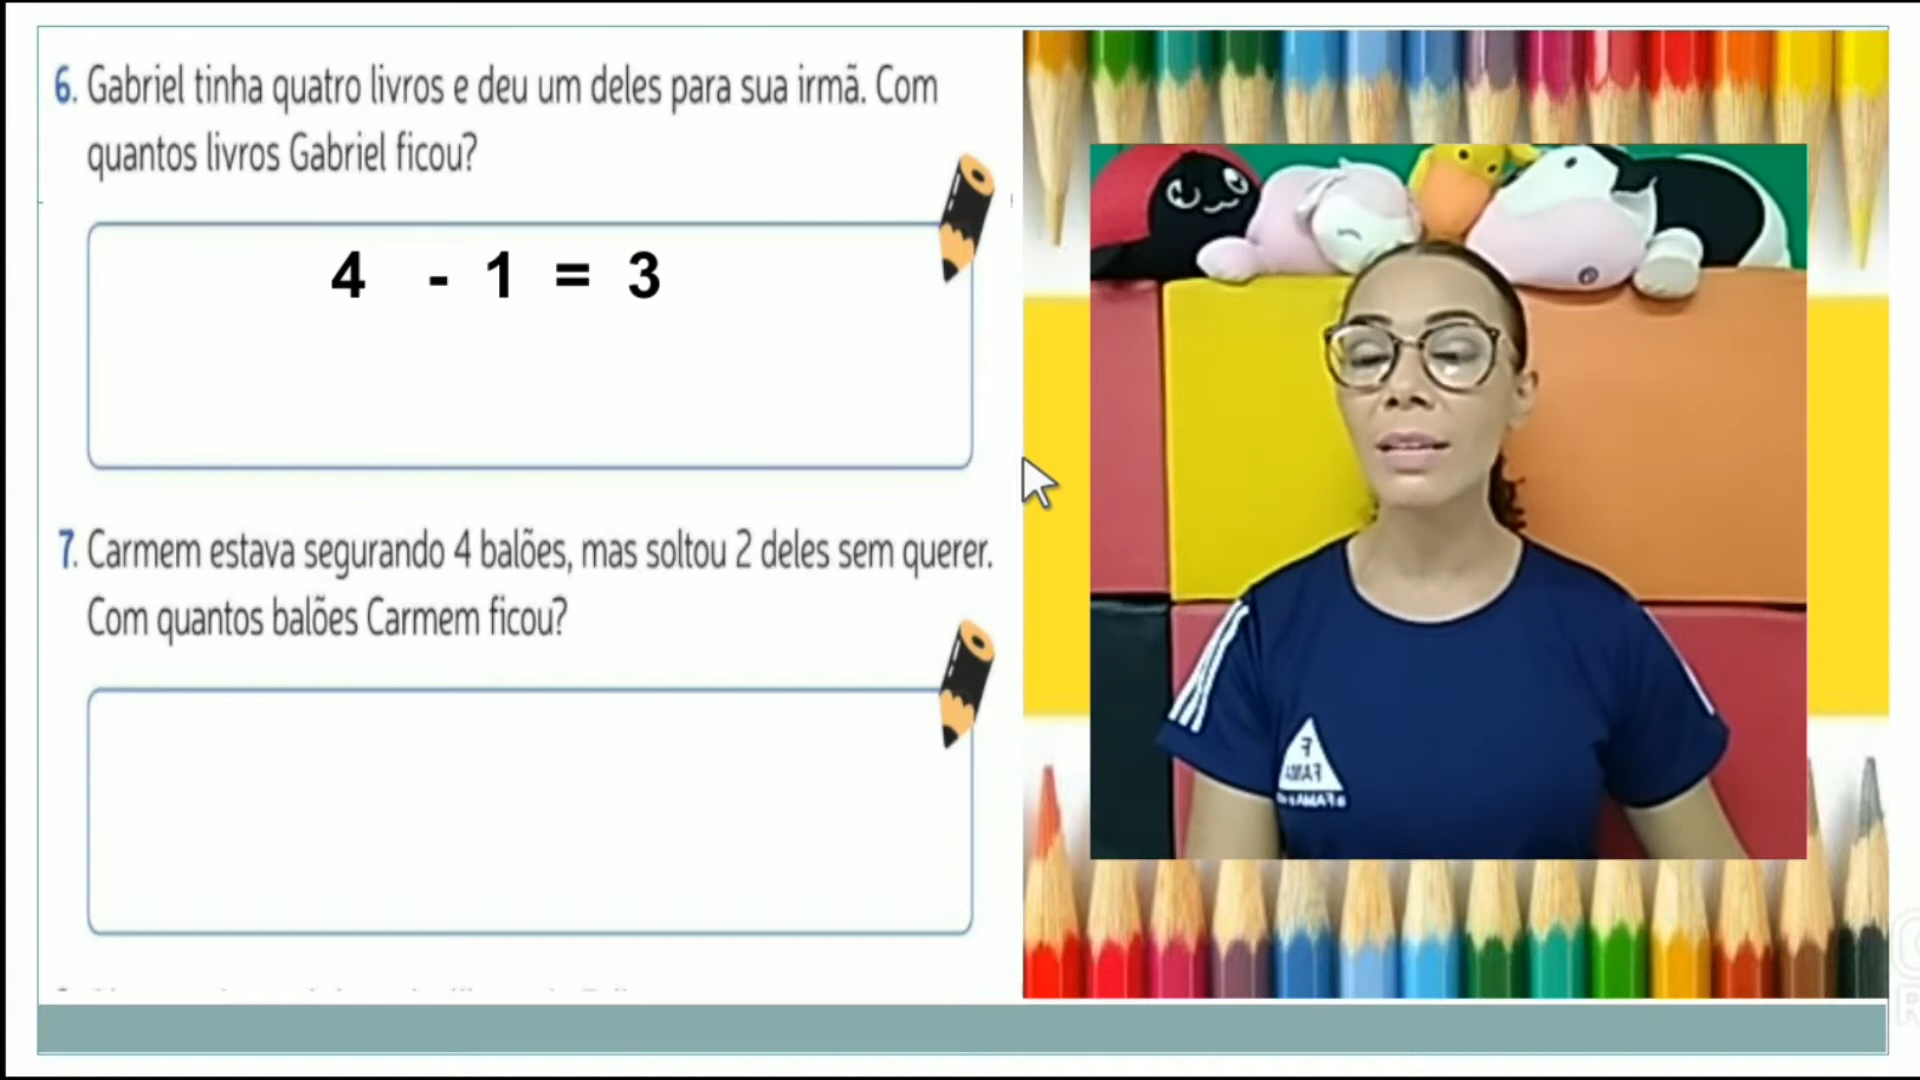 6. Gabriel tinha quatro livros e deu um deles para sua irmã. Com
quantos livros Gabriel ficou?
4 - 1 = 3
7. Carmem estava segurando 4 balões, mas soltou 2 deles sem querer.
Com quantos balões Carmem ficou?